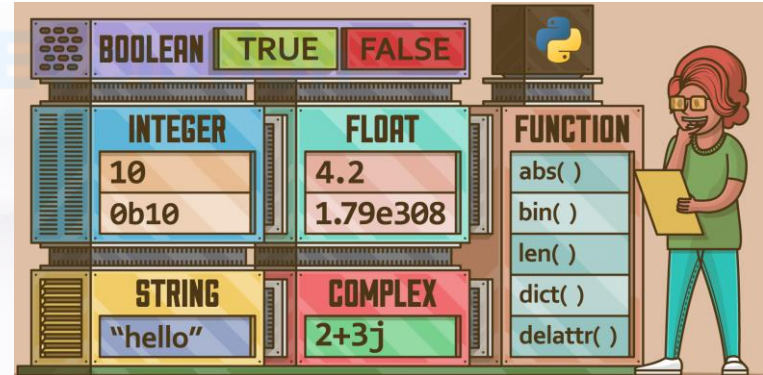 BOOLEAN TRUE FALSE
INTEGER
10
0b10
FLOAT
4.2
1.79e308
STRING
“hello”
COMPLEX
2+3j
FUNCTION
abs( )
bin( )
len( )
dict( )
delattr( )